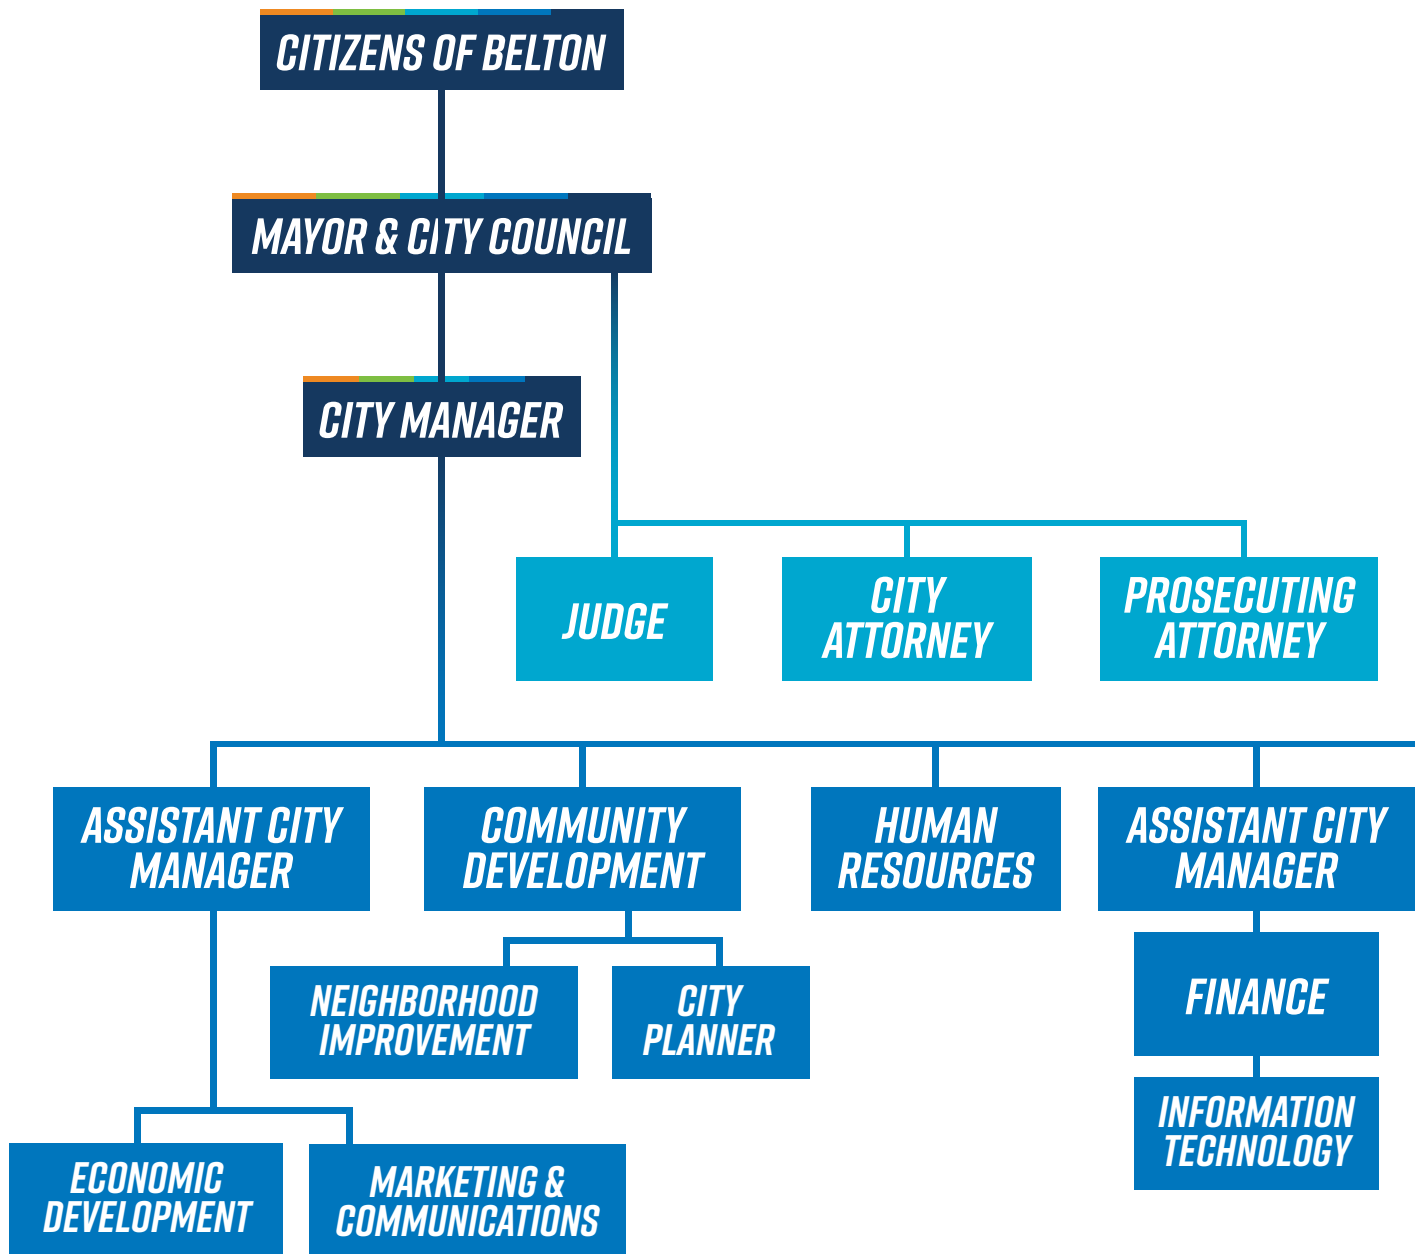 CITIZENS OF BELTON
MAYOR & CITY COUNCIL
CITY MANAGER
JUDGE
CITY
ATTORNEY
PROSECUTING
ATTORNEY
ASSISTANT CITY
MANAGER
COMMUNITY
DEVELOPMENT
HUMAN
RESOURCES
ASSISTANT CITY
MANAGER
NEIGHBORHOOD
IMPROVEMENT
CITY
PLANNER
FINANCE
INFORMATION
TECHNOLOGY
ECONOMIC
DEVELOPMENT
MARKETING &
COMMUNICATIONS